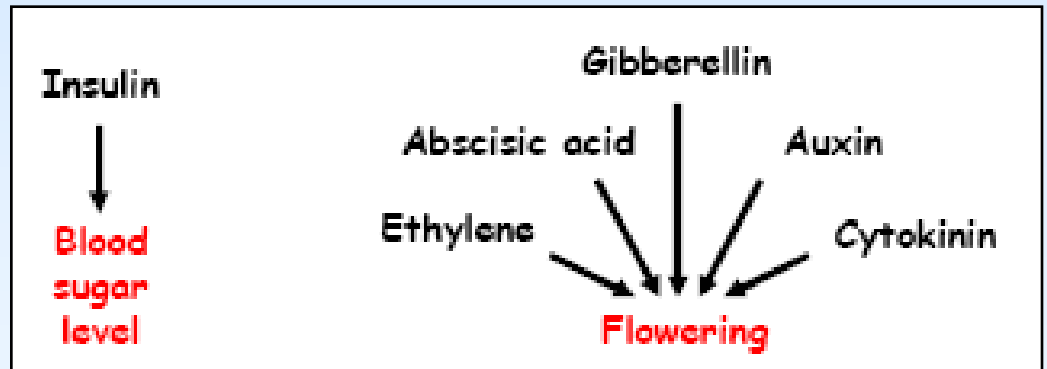 Insulin
Blood
sugar
level
Gibberellin
Abscisic acid
Auxin
Ethylene
Cytokinin
Flowering